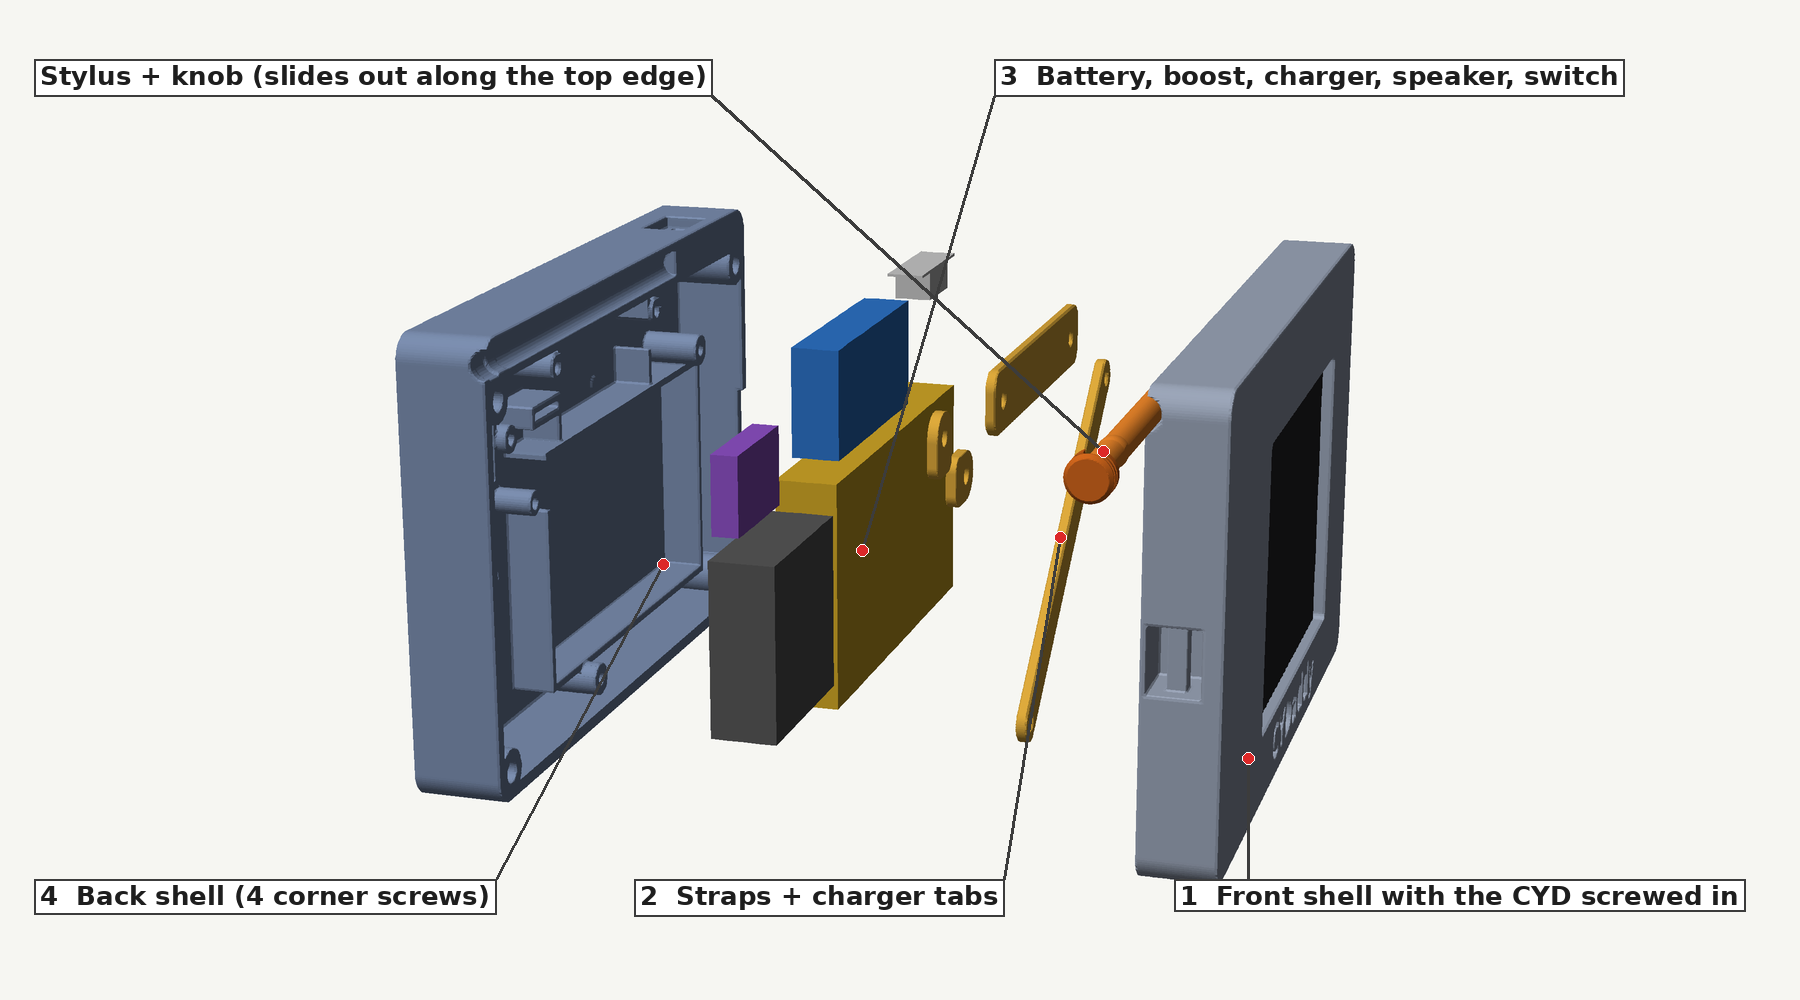 Stylus + knob (slides out along the top edge)
3 Battery, boost, charger, speaker, switch
4 Back shell (4 corner screws)
2 Straps + charger tabs
1 Front shell with the CYD screwed in